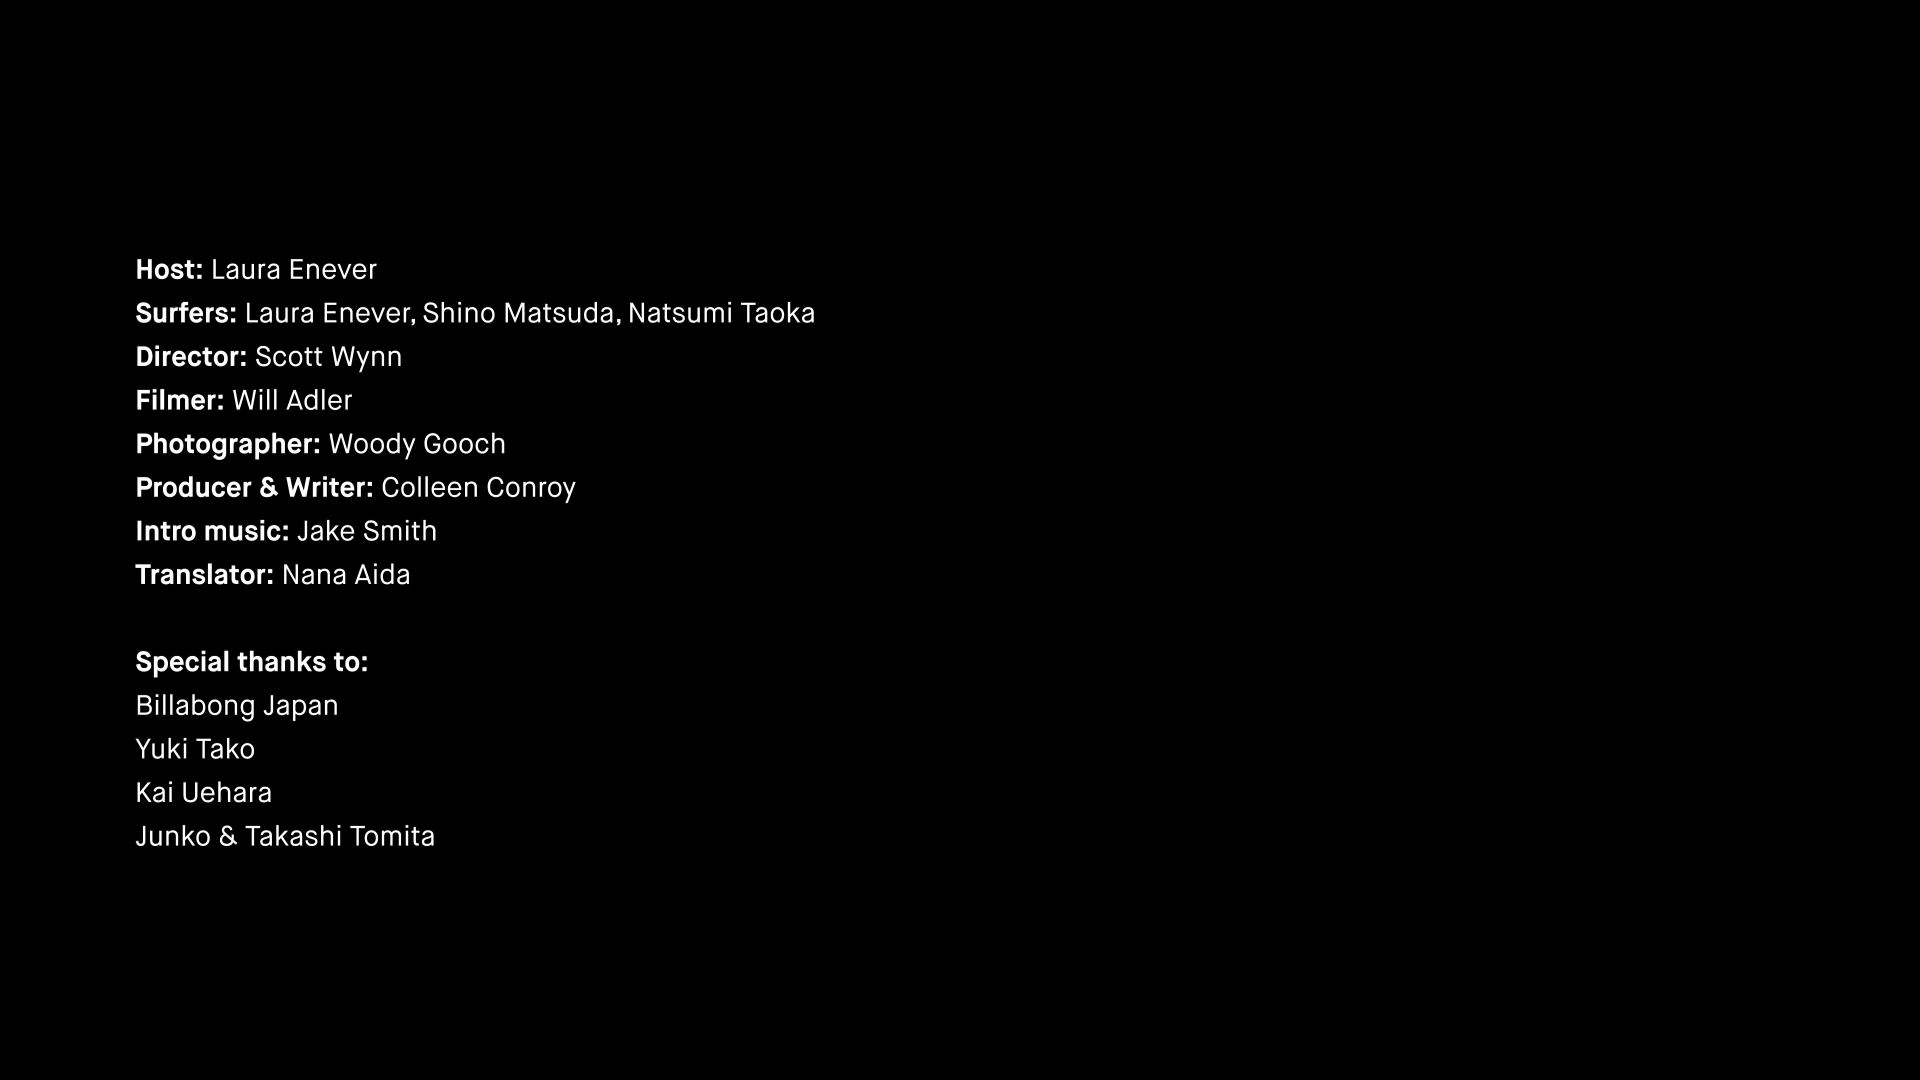 Host: Laura Enever
Surfers: Laura Enever, Shino Matsuda, Natsumi Taoka
Director: Scott Wynn
Filmer: Will Adler
Photographer: Woody Gooch
Producer & Writer: Colleen Conroy
Intro music: Jake Smith
Translator: Nana Aida
Special thanks to:
Billabong Japan
Yuki Tako
Kai Uehara
Junko & Takashi Tomita